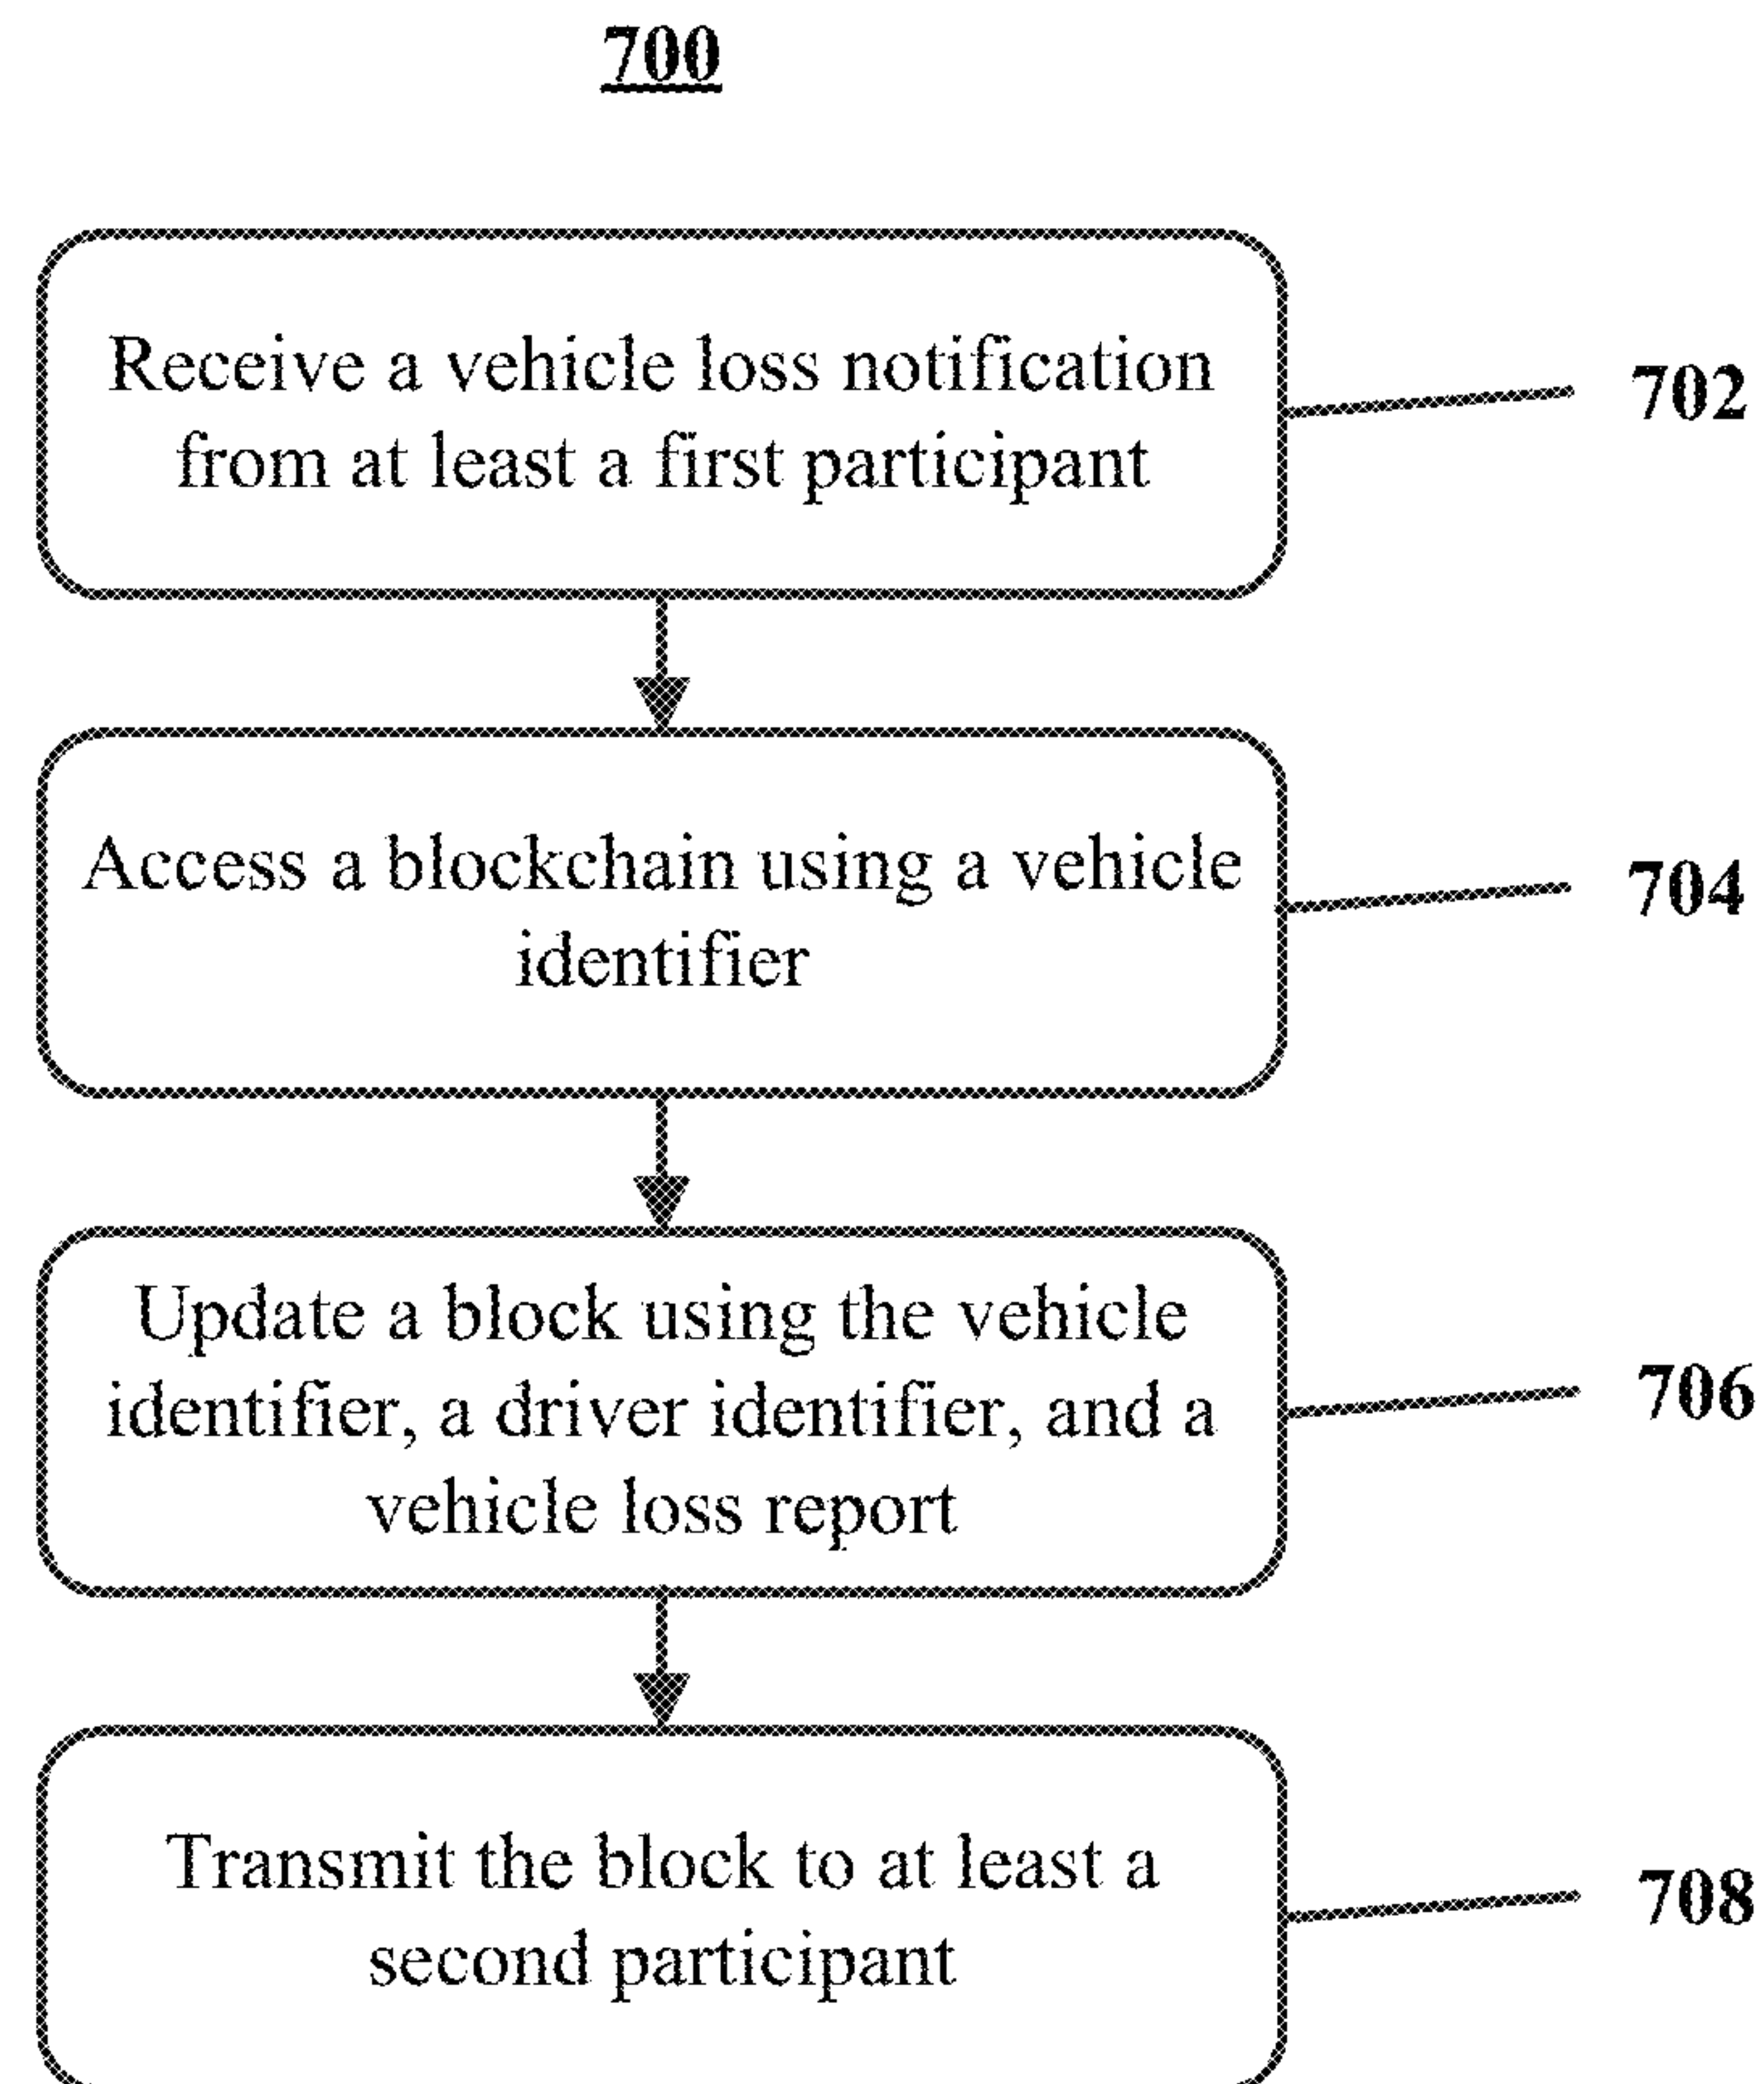 700
Receive a vehicle loss notification
from at least a first participant
702
Access a blockchain using a vehicle
identifier
704
Update a block using the vehicle
identifier, a driver identifier, and a
vehicle loss report
706
Transmit the block to at least a
second participant
708